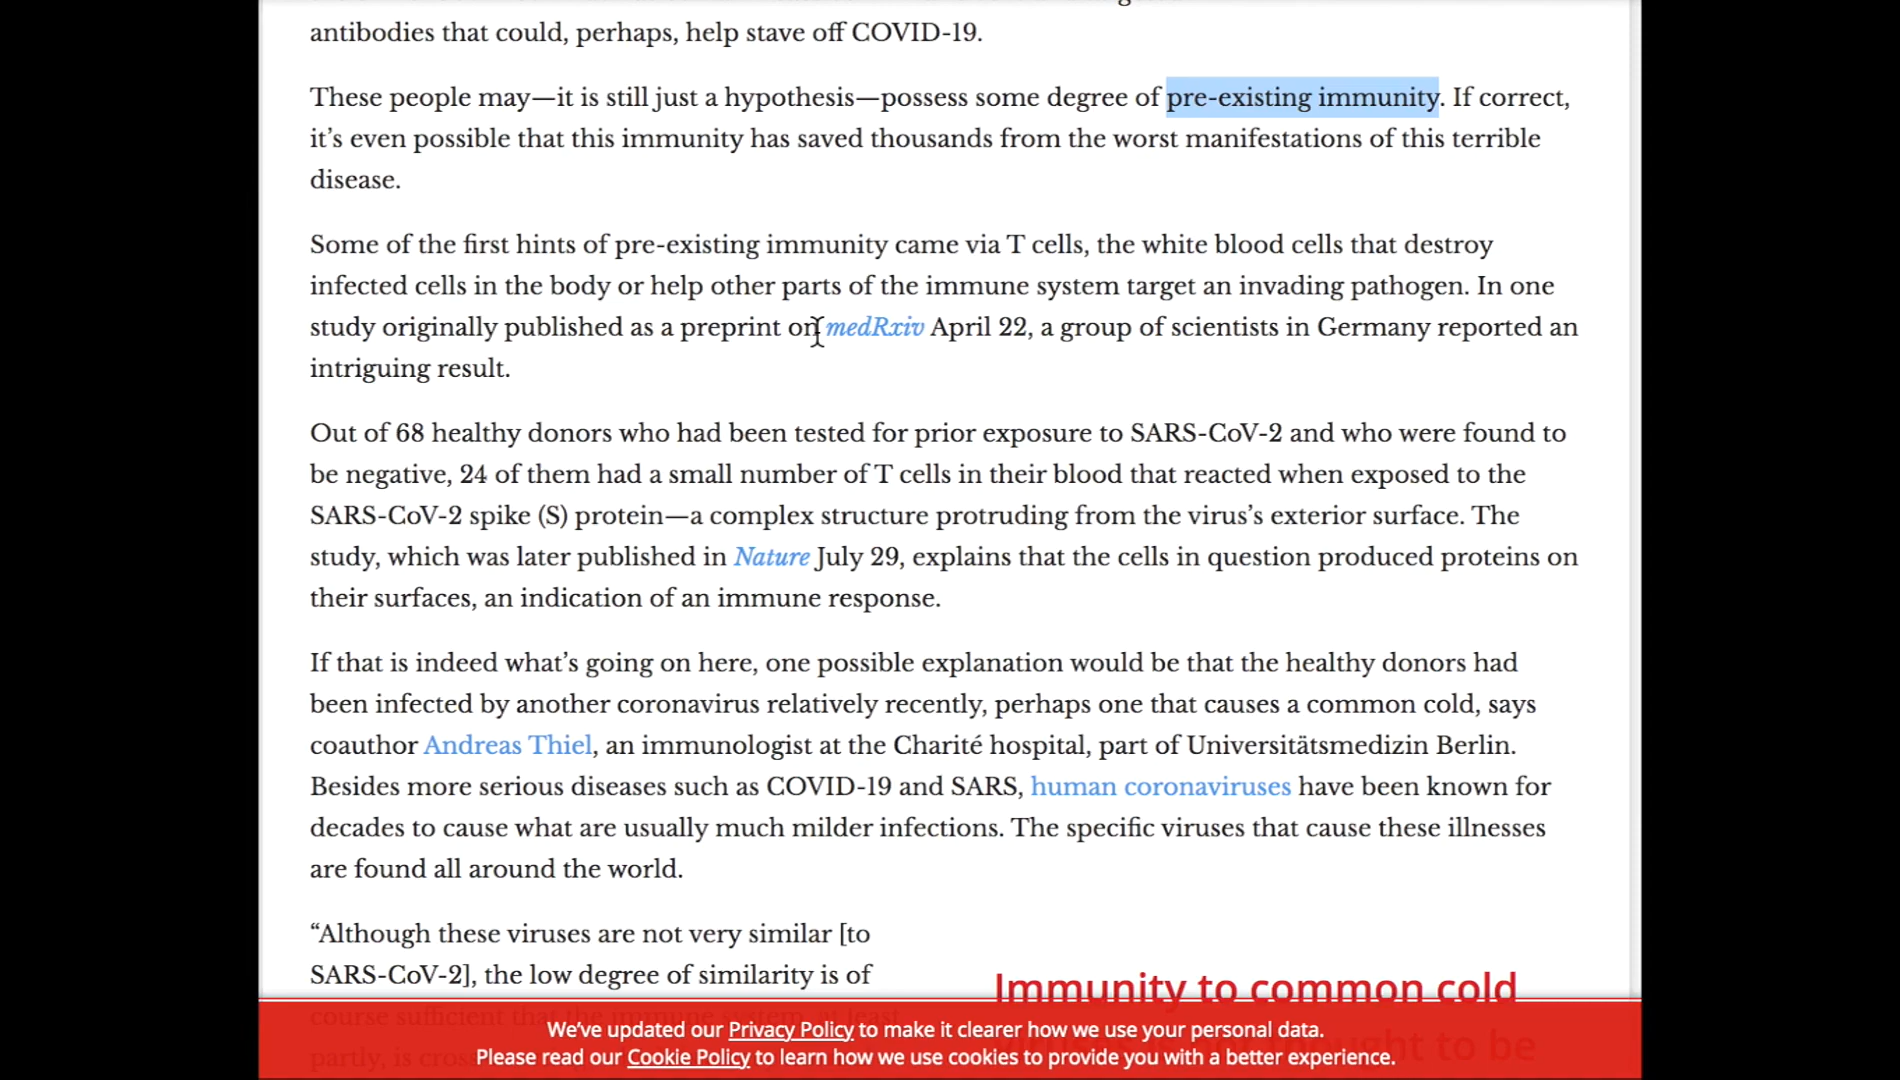 antibodies that could, perhaps, help stave off COVID-19.
These people may—it is still just a hypothesis—possess some degree of pre-existing immunity. If correct,
it’s even possible that this immunity has saved thousands from the worst manifestations of this terrible
disease.
Some of the first hints of pre-existing immunity came via T cells, the white blood cells that destroy
infected cells in the body or help other parts of the immune system target an invading pathogen. In one
study originally published as a preprint on medRxiv April 22, a group of scientists in Germany reported an
intriguing result.
Out of 68 healthy donors who had been tested for prior exposure to SARS-CoV-2 and who were found to
be negative, 24 of them had a small number of T cells in their blood that reacted when exposed to the
SARS-CoV-2 spike (S) protein—a complex structure protruding from the virus’s exterior surface. The
study, which was later published in Nature July 29, explains that the cells in question produced proteins on
their surfaces, an indication of an immune response.
If that is indeed what’s going on here, one possible explanation would be that the healthy donors had
been infected by another coronavirus relatively recently, perhaps one that causes a common cold, says
coauthor Andreas Thiel, an immunologist at the Charité hospital, part of Universitätsmedizin Berlin.
Besides more serious diseases such as COVID-19 and SARS, human coronaviruses have been known for
decades to cause what are usually much milder infections. The specific viruses that cause these illnesses
are found all around the world.
“Although these viruses are not very similar [to
SARS-CoV-2], the low degree of similarity is of
course sufficient that the immune system, at least
partly, is
Immunity to common cold
thought to be
We’ve updated our Privacy Policy to make it clearer how we use your personal data.
Please read our Cookie Policy to learn how we use cookies to provide you with a better experience.